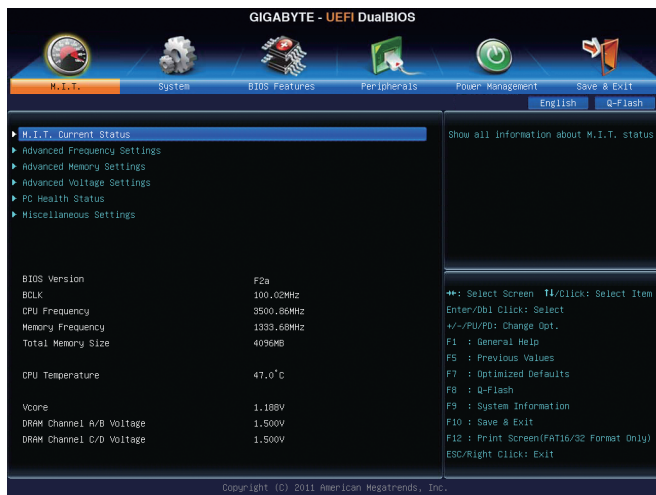 GIGABYTE - UEFI DualBIOS
M.I.T.
System
BIOS Features
Peripherals
Power Management
Save & Exit
English
Q-Flash
M.I.T. Current Status
Advanced Frequency Settings
Advanced Memory Settings
Advanced Voltage Settings
PC Health Status
Miscellaneous Settings
BIOS Version F2a
BCLK 100.02MHz
CPU Frequency 3500.86MHz
Memory Frequency 1333.68MHz
Total Memory Size 4096MB
CPU Temperature 47.0°C
Vcore 1.188V
DRAM Channel A/B Voltage 1.500V
DRAM Channel C/D Voltage 1.500V
Show all information about M.I.T. status
→←: Select Screen ↑↓/Click: Select Item
Enter/Dbl Click: Select
+/-/PU/PD: Change Opt.
F1 : General Help
F5 : Previous Values
F7 : Optimized Defaults
F8 : Q-Flash
F9 : System Information
F10 : Save & Exit
F12 : Print Screen(FAT16/32 Format Only)
ESC/Right Click: Exit
Copyright (C) 2011 American Megatrends, Inc.